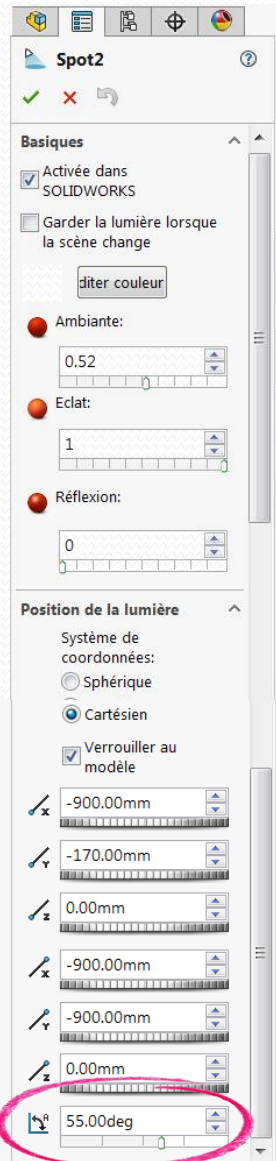 Spot2
Basiques
Activée dans
SOLIDWORKS
Garder la lumière lorsque
la scène change
diter couleur
Ambiante:
0.52
Eclat:
1
Réflexion:
0
Position de la lumière
Système de
coordonnées:
Sphérique
Cartésien
Verrouiller au
modèle
X
-900.00mm
Y
-170.00mm
Z
0.00mm
X
-900.00mm
Y
-900.00mm
Z
0.00mm
A
55.00deg